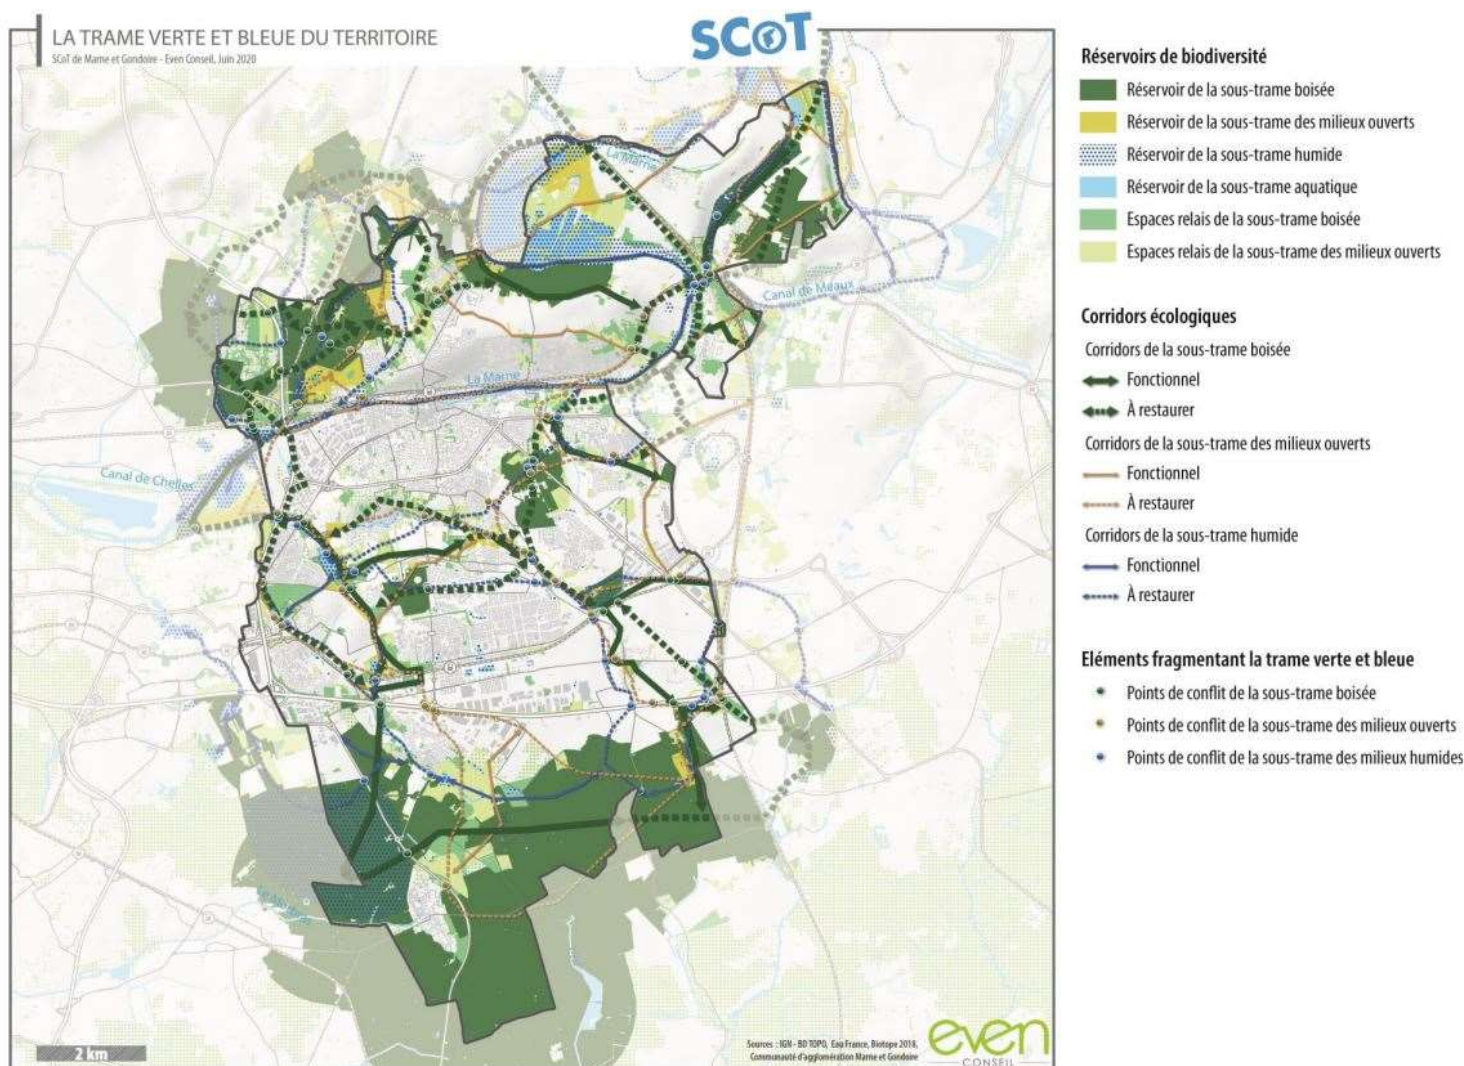 LA TRAME VERTE ET BLEUE DU TERRITOIRE
SCoT de Marne et Gondoire - Even Conseil, Juin 2020
SCoT
La Marne
Canal de Meaux
La Marne
Canal de Chelles
2 km
Sources : IGN - BD TOPO, Eau France, Biotope 2018,
Communauté d'agglomération Marne et Gondoire
even
CONSEIL
Réservoirs de biodiversité
Réservoir de la sous-trame boisée
Réservoir de la sous-trame des milieux ouverts
Réservoir de la sous-trame humide
Réservoir de la sous-trame aquatique
Espaces relais de la sous-trame boisée
Espaces relais de la sous-trame des milieux ouverts
Corridors écologiques
Corridors de la sous-trame boisée
Fonctionnel
À restaurer
Corridors de la sous-trame des milieux ouverts
Fonctionnel
À restaurer
Corridors de la sous-trame humide
Fonctionnel
À restaurer
Eléments fragmentant la trame verte et bleue
Points de conflit de la sous-trame boisée
Points de conflit de la sous-trame des milieux ouverts
Points de conflit de la sous-trame des milieux humides